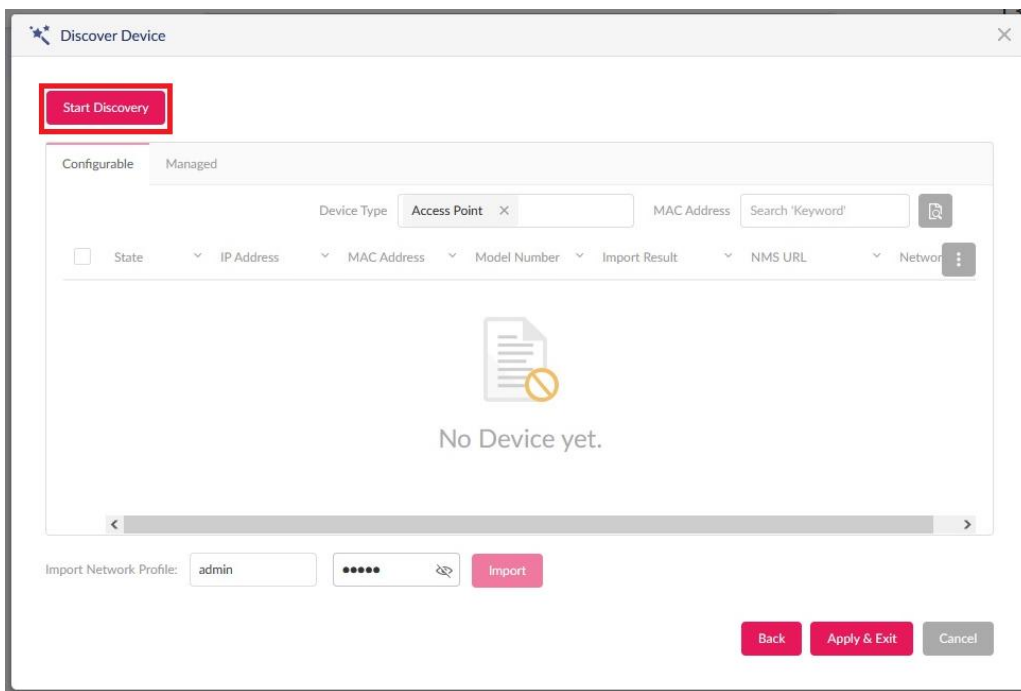 Discover Device
Start Discovery
Configurable Managed
Device Type Access Point MAC Address Search 'Keyword'
State IP Address MAC Address Model Number Import Result NMS URL Networ
No Device yet.
Import Network Profile: admin ••••• Import
Back Apply & Exit Cancel